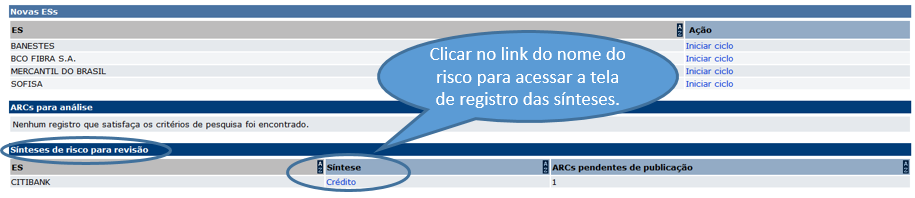 Novas ESs
ES Ação
BANESTES Iniciar ciclo
BCO FIBRA S.A. Iniciar ciclo
MERCANTIL DO BRASIL Iniciar ciclo
SOFISA Iniciar ciclo
Clicar no link do nome do
risco para acessar a tela
de registro das sínteses.
ARCs para análise
Nenhum registro que satisfaça os critérios de pesquisa foi encontrado.
Sínteses de risco para revisão
ES Síntese ARCs pendentes de publicação
CITIBANK Crédito 1